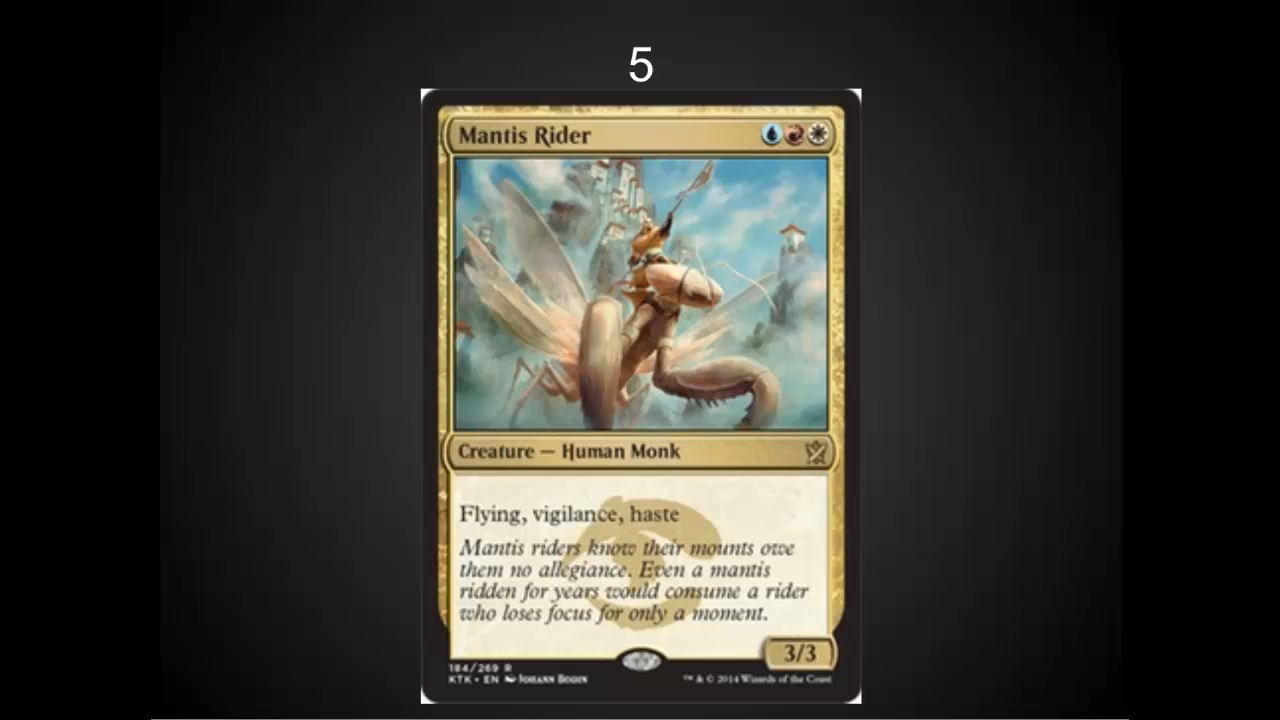 5
Mantis Rider
Creature — Human Monk
Flying, vigilance, haste
Mantis riders know their mounts owe
them no allegiance. Even a mantis
ridden for years would consume a rider
who loses focus for only a moment.
3/3
184/269 R
KTK • EN Johann Bodin
™ & © 2014 Wizards of the Coast